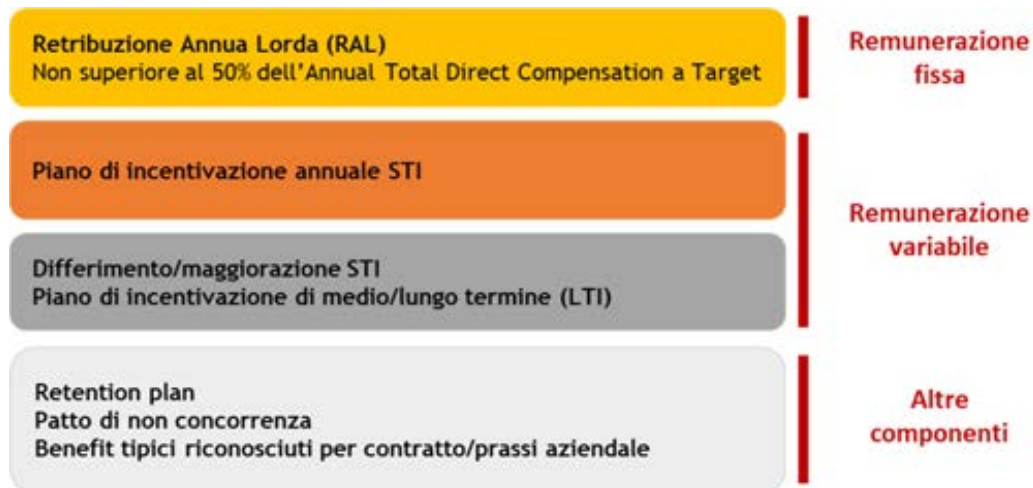 Retribuzione Annua Lorda (RAL)
Non superiore al 50% dell'Annual Total Direct Compensation a Target
Remunerazione
fissa
Piano di incentivazione annuale STI
Differimento/maggiorazione STI
Piano di incentivazione di medio/lungo termine (LTI)
Remunerazione
variabile
Retention plan
Patto di non concorrenza
Benefit tipici riconosciuti per contratto/prassi aziendale
Altre
componenti